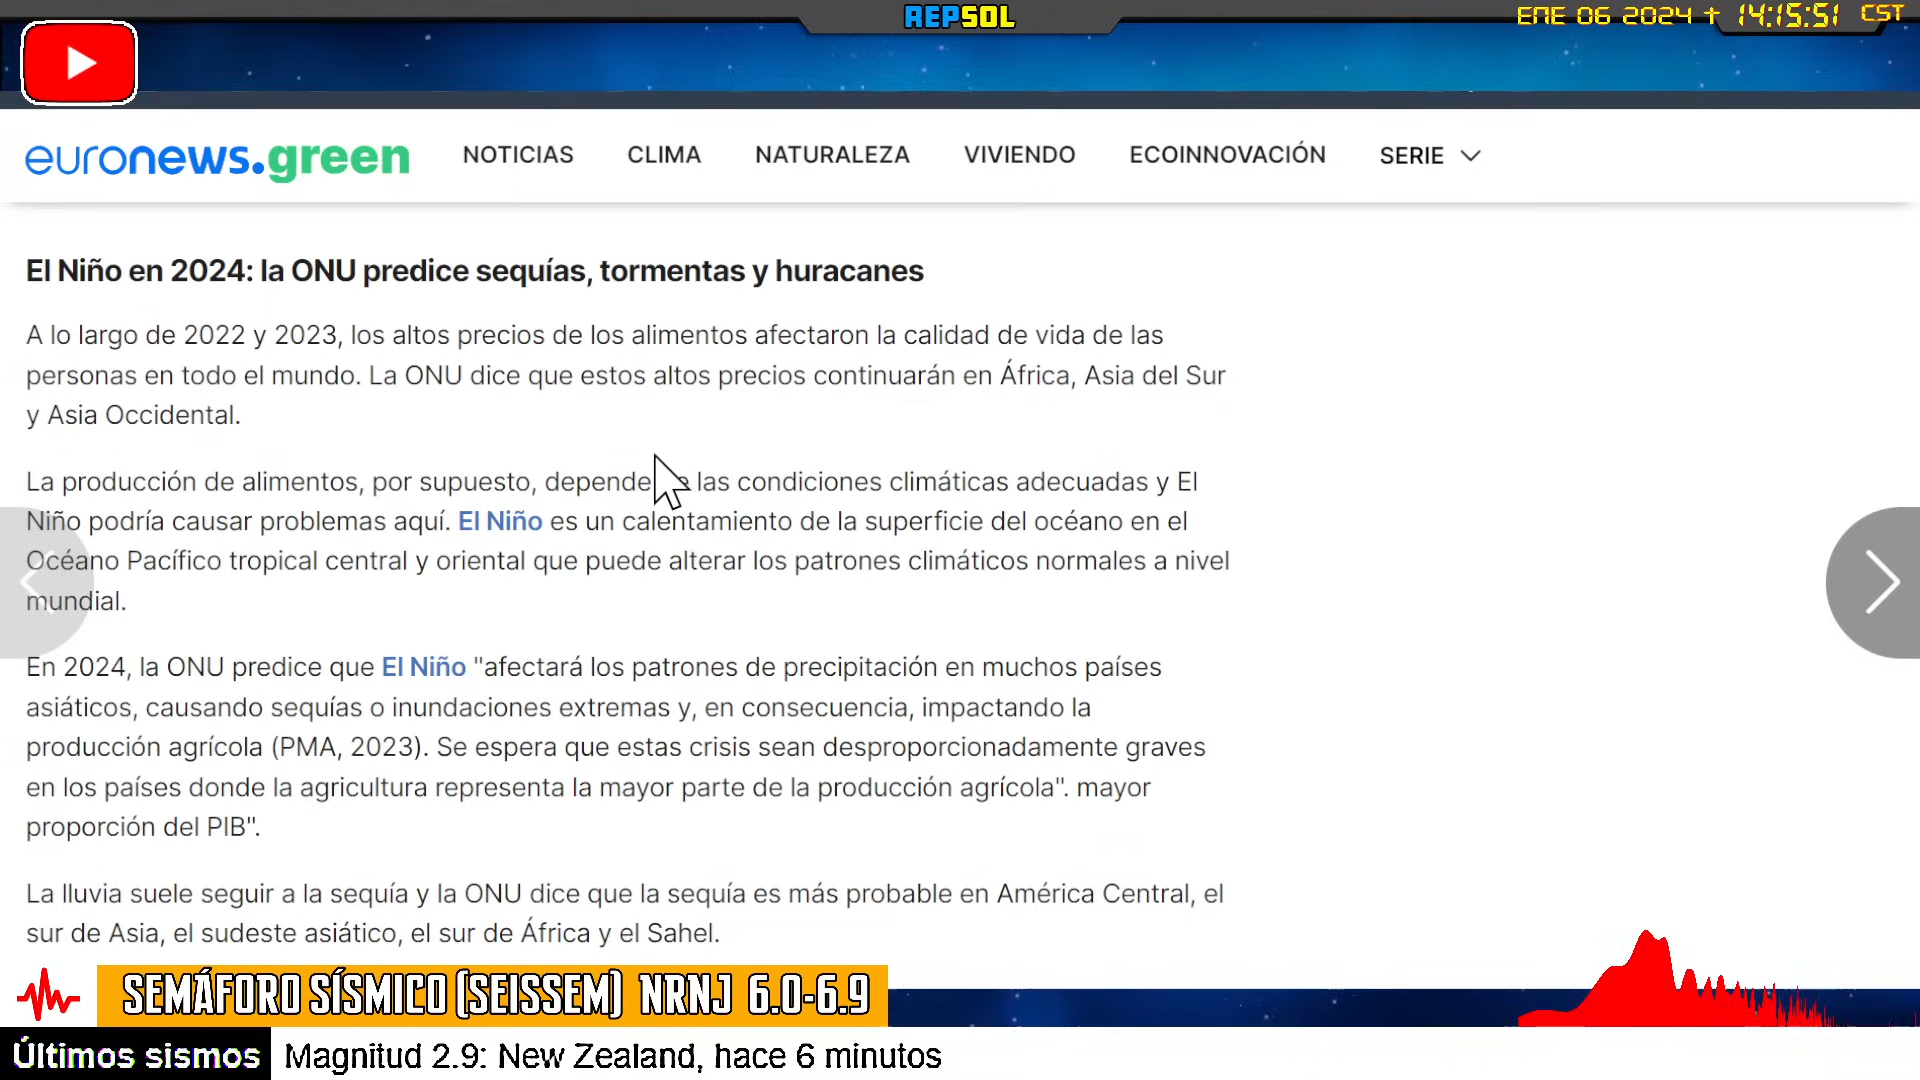 REPSOL
ENE 06 2024 + 14:15:51 CST
euronews.green
NOTICIAS CLIMA NATURALEZA VIVIENDO ECOINNOVACIÓN SERIE
El Niño en 2024: la ONU predice sequías, tormentas y huracanes
A lo largo de 2022 y 2023, los altos precios de los alimentos afectaron la calidad de vida de las
personas en todo el mundo. La ONU dice que estos altos precios continuarán en África, Asia del Sur
y Asia Occidental.
La producción de alimentos, por supuesto, depende las condiciones climáticas adecuadas y El
Niño podría causar problemas aquí. El Niño es un calentamiento de la superficie del océano en el
Océano Pacífico tropical central y oriental que puede alterar los patrones climáticos normales a nivel
mundial.
En 2024, la ONU predice que El Niño "afectará los patrones de precipitación en muchos países
asiáticos, causando sequías o inundaciones extremas y, en consecuencia, impactando la
producción agrícola (PMA, 2023). Se espera que estas crisis sean desproporcionadamente graves
en los países donde la agricultura representa la mayor parte de la producción agrícola". mayor
proporción del PIB".
La lluvia suele seguir a la sequía y la ONU dice que la sequía es más probable en América Central, el
sur de Asia, el sudeste asiático, el sur de África y el Sahel.
SEMÁFORO SÍSMICO (SEISSEM) NRNJ 6.0-6.9
Últimos sismos Magnitud 2.9: New Zealand, hace 6 minutos